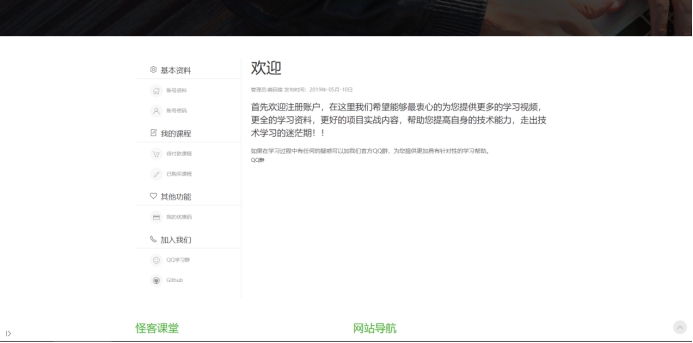 基本资料
账号资料
账号密码
我的课程
待付款课程
已购买课程
其他功能
我的优惠码
加入我们
QQ学习群
Github
欢迎
发布时间：2019年-05月-10日
首先欢迎注册账户，在这里我们希望能够最衷心的为您提供更多的学习视频，
更全的学习资料，更好的项目实战内容，帮助您提高自身的技术能力，走出技
术学习的迷茫期！！
如果在学习过程中有任何的疑惑可以加我们官方QQ群，为您提供更加具有针对性的学习帮助。
QQ群
怪客课堂
网站导航